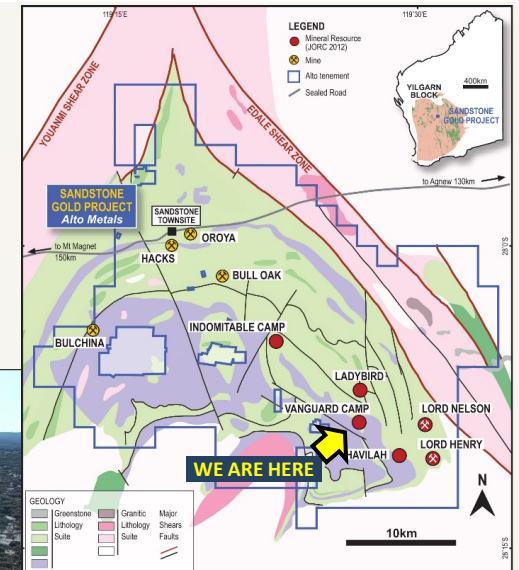 119°15'E
119°30'E
LEGEND
Mineral Resource
(JORC 2012)
Mine
Alto tenement
Sealed Road
400km
YILGARN
BLOCK
SANDSTONE
GOLD PROJECT
YOUANMI SHEAR ZONE
EDALE SHEAR ZONE
to Agnew 130km
SANDSTONE
GOLD PROJECT
Alto Metals
SANDSTONE
TOWNSITE
OROYA
to Mt Magnet
150km
HACKS
28°0'S
BULL OAK
INDOMITABLE CAMP
BULCHINA
LADYBIRD
VANGUARD CAMP
LORD NELSON
HAVILAH
LORD HENRY
WE ARE HERE
N
GEOLOGY
Greenstone
Lithology
Suite
Granitic
Lithology
Suite
Major
Shears
Faults
10km
28°15'S